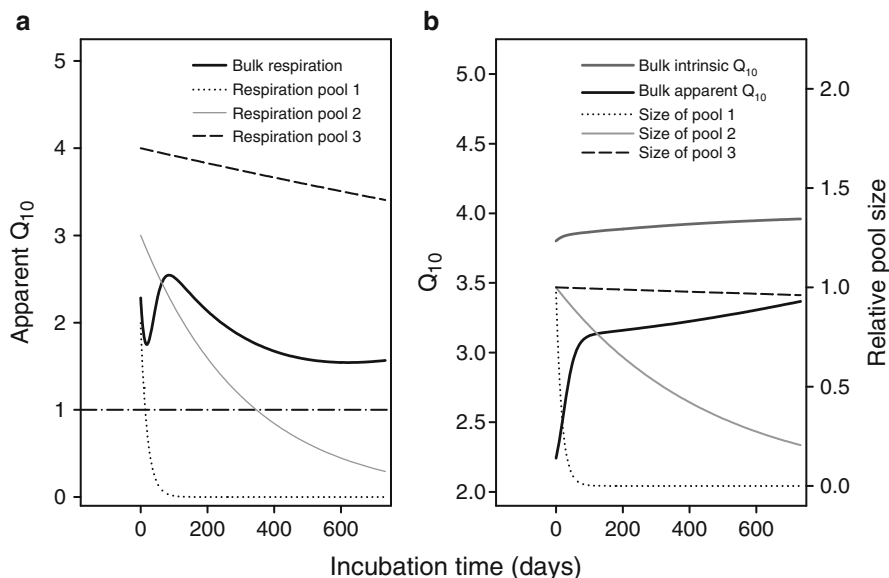 a
Bulk respiration
Respiration pool 1
Respiration pool 2
Respiration pool 3
5
4
3
2
1
0
Apparent Q10
0
200
400
600
b
Bulk intrinsic Q10
Bulk apparent Q10
Size of pool 1
Size of pool 2
Size of pool 3
5.0
4.5
4.0
3.5
3.0
2.5
2.0
Q10
2.0
1.5
1.0
0.5
0.0
Relative pool size
0
200
400
600
Incubation time (days)